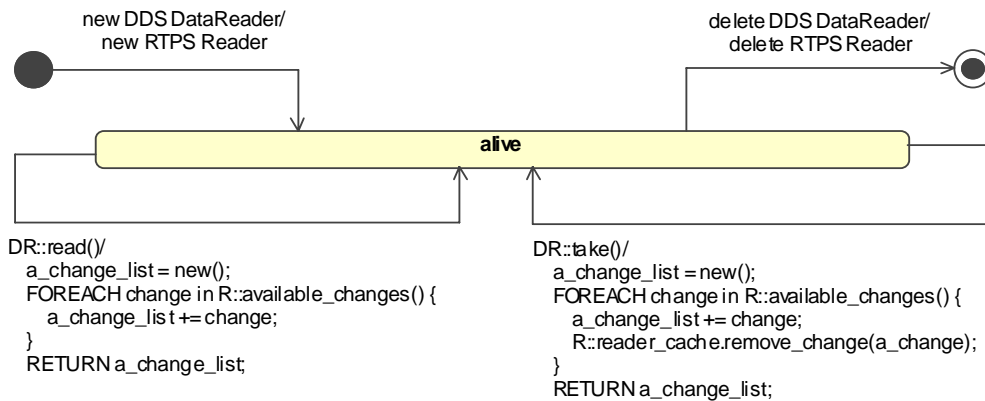 new DDS DataReader/
new RTPS Reader
delete DDS DataReader/
delete RTPS Reader
alive
DR::read()/
a_change_list = new();
FOREACH change in R::available_changes() {
a_change_list += change;
}
RETURN a_change_list;
DR::take()/
a_change_list = new();
FOREACH change in R::available_changes() {
a_change_list += change;
R::reader_cache.remove_change(a_change);
}
RETURN a_change_list;